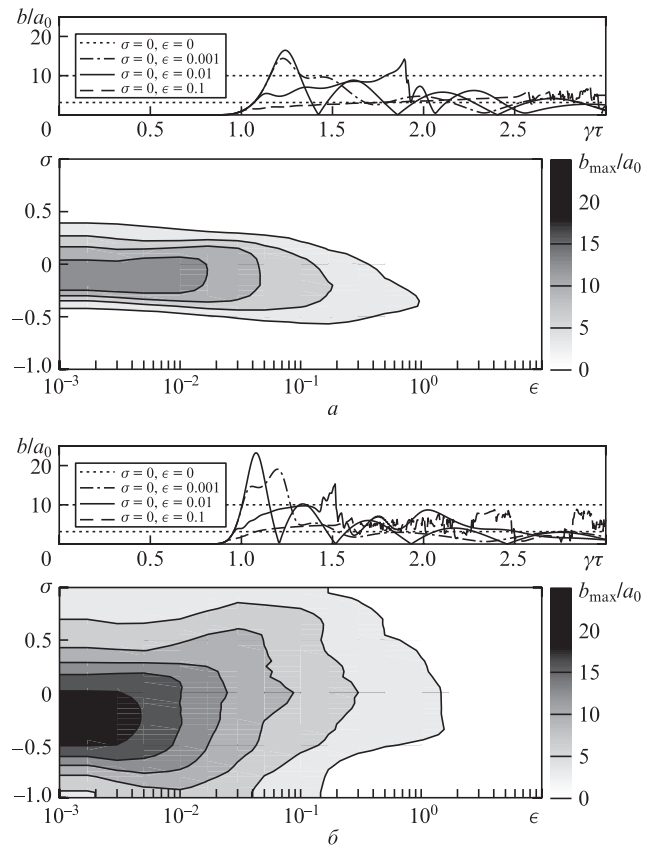 b/a₀
20
10
0
σ = 0, ϵ = 0
σ = 0, ϵ = 0.001
σ = 0, ϵ = 0.01
σ = 0, ϵ = 0.1
0.5 1.0 1.5 2.0 2.5 γτ
σ
0.5
0
−0.5
−1.0
10⁻³ 10⁻² 10⁻¹ 10⁰ ϵ
b_max/a₀
20
15
10
5
0
а
b/a₀
20
10
0
σ = 0, ϵ = 0
σ = 0, ϵ = 0.001
σ = 0, ϵ = 0.01
σ = 0, ϵ = 0.1
0.5 1.0 1.5 2.0 2.5 γτ
σ
0.5
0
−0.5
−1.0
10⁻³ 10⁻² 10⁻¹ 10⁰ ϵ
b_max/a₀
20
15
10
5
0
б